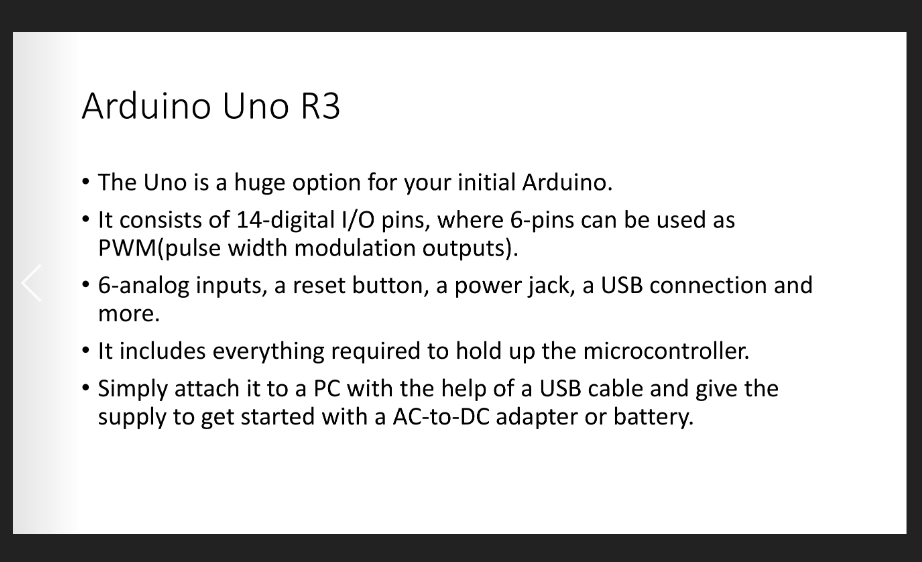 Arduino Uno R3
• The Uno is a huge option for your initial Arduino.
• It consists of 14-digital I/O pins, where 6-pins can be used as
PWM(pulse width modulation outputs).
• 6-analog inputs, a reset button, a power jack, a USB connection and
more.
• It includes everything required to hold up the microcontroller.
• Simply attach it to a PC with the help of a USB cable and give the
supply to get started with a AC-to-DC adapter or battery.